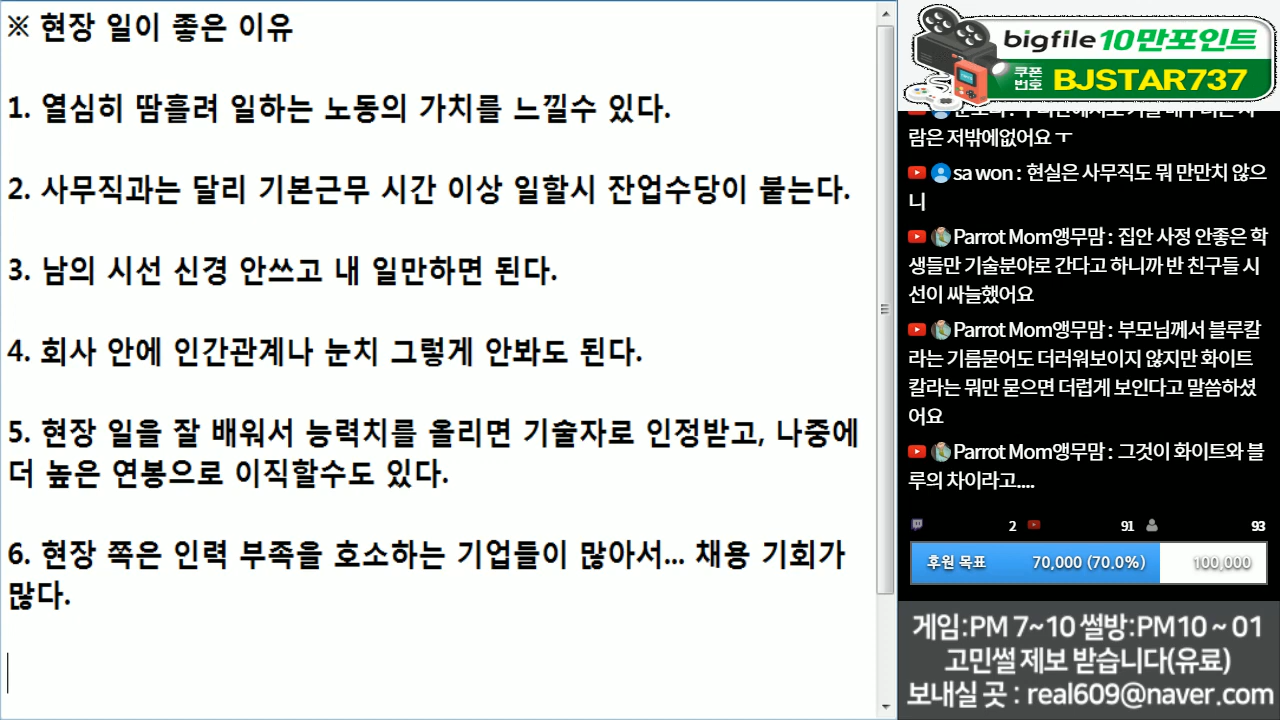 ※ 현장 일이 좋은 이유
1. 열심히 땀흘려 일하는 노동의 가치를 느낄수 있다.
2. 사무직과는 달리 기본근무 시간 이상 일할시 잔업수당이 붙는다.
3. 남의 시선 신경 안쓰고 내 일만하면 된다.
4. 회사 안에 인간관계나 눈치 그렇게 안봐도 된다.
5. 현장 일을 잘 배워서 능력치를 올리면 기술자로 인정받고, 나중에
더 높은 연봉으로 이직할수도 있다.
6. 현장 쪽은 인력 부족을 호소하는 기업들이 많아서... 채용 기회가
많다.
bigfile 10만포인트
쿠폰
번호 BJSTAR737
람은 저밖에없어요 ㅜ
sa won : 현실은 사무직도 뭐 만만치 않으
니
Parrot Mom앵무맘 : 집안 사정 안좋은 학
생들만 기술분야로 간다고 하니까 반 친구들 시
선이 싸늘했어요
Parrot Mom앵무맘 : 부모님께서 블루칼
라는 기름묻어도 더러워보이지 않지만 화이트
칼라는 뭐만 묻으면 더럽게 보인다고 말씀하셨
어요
Parrot Mom앵무맘 : 그것이 화이트와 블
루의 차이라고....
2 91 93
후원 목표 70,000 (70.0%) 100,000
게임:PM 7~10 썰방:PM10 ~ 01
고민썰 제보 받습니다(유료)
보내실 곳 : real609@naver.com